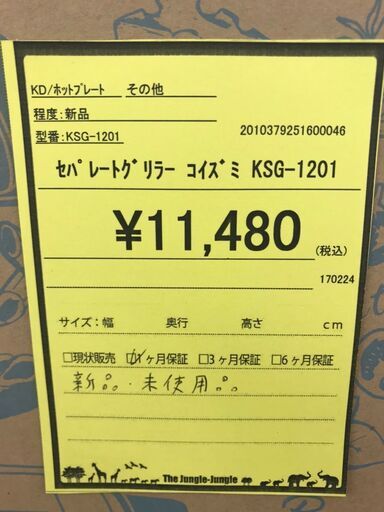 KD/ホットプレート その他
程度:新品
型番:KSG-1201 2010379251600046
ｾﾊﾟﾚｰﾄｸﾞﾘﾗｰ ｺｲｽﾞﾐ KSG-1201
¥11,480 (税込)
170224
サイズ:幅 奥行 高さ cm
□現状販売 ☑1ヶ月保証 □3ヶ月保証 □6ヶ月保証
新品・未使用品
The Jungle-Jungle